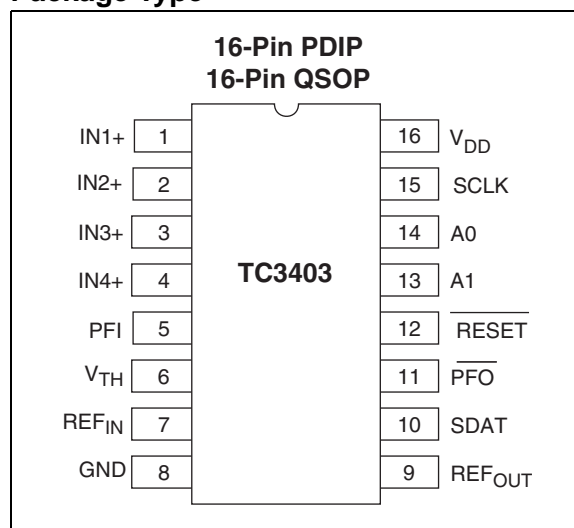 Package Type
16-Pin PDIP
16-Pin QSOP
IN1+ 1 16 VDD
IN2+ 2 15 SCLK
IN3+ 3 14 A0
IN4+ 4 TC3403 13 A1
PFI 5 12 RESET
VTH 6 11 PFO
REFIN 7 10 SDAT
GND 8 9 REFOUT